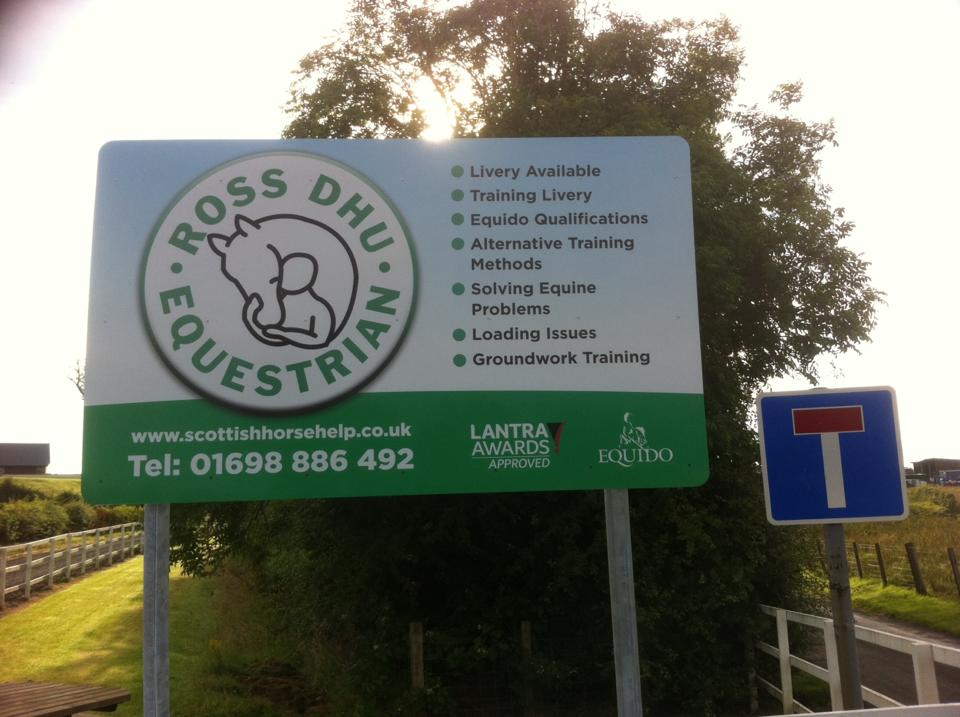 ROSS DHU
EQUESTRIAN
Livery Available
Training Livery
Equido Qualifications
Alternative Training
Methods
Solving Equine
Problems
Loading Issues
Groundwork Training
www.scottishhorsehelp.co.uk
Tel: 01698 886 492
LANTRA
AWARDS
APPROVED
EQUIDO